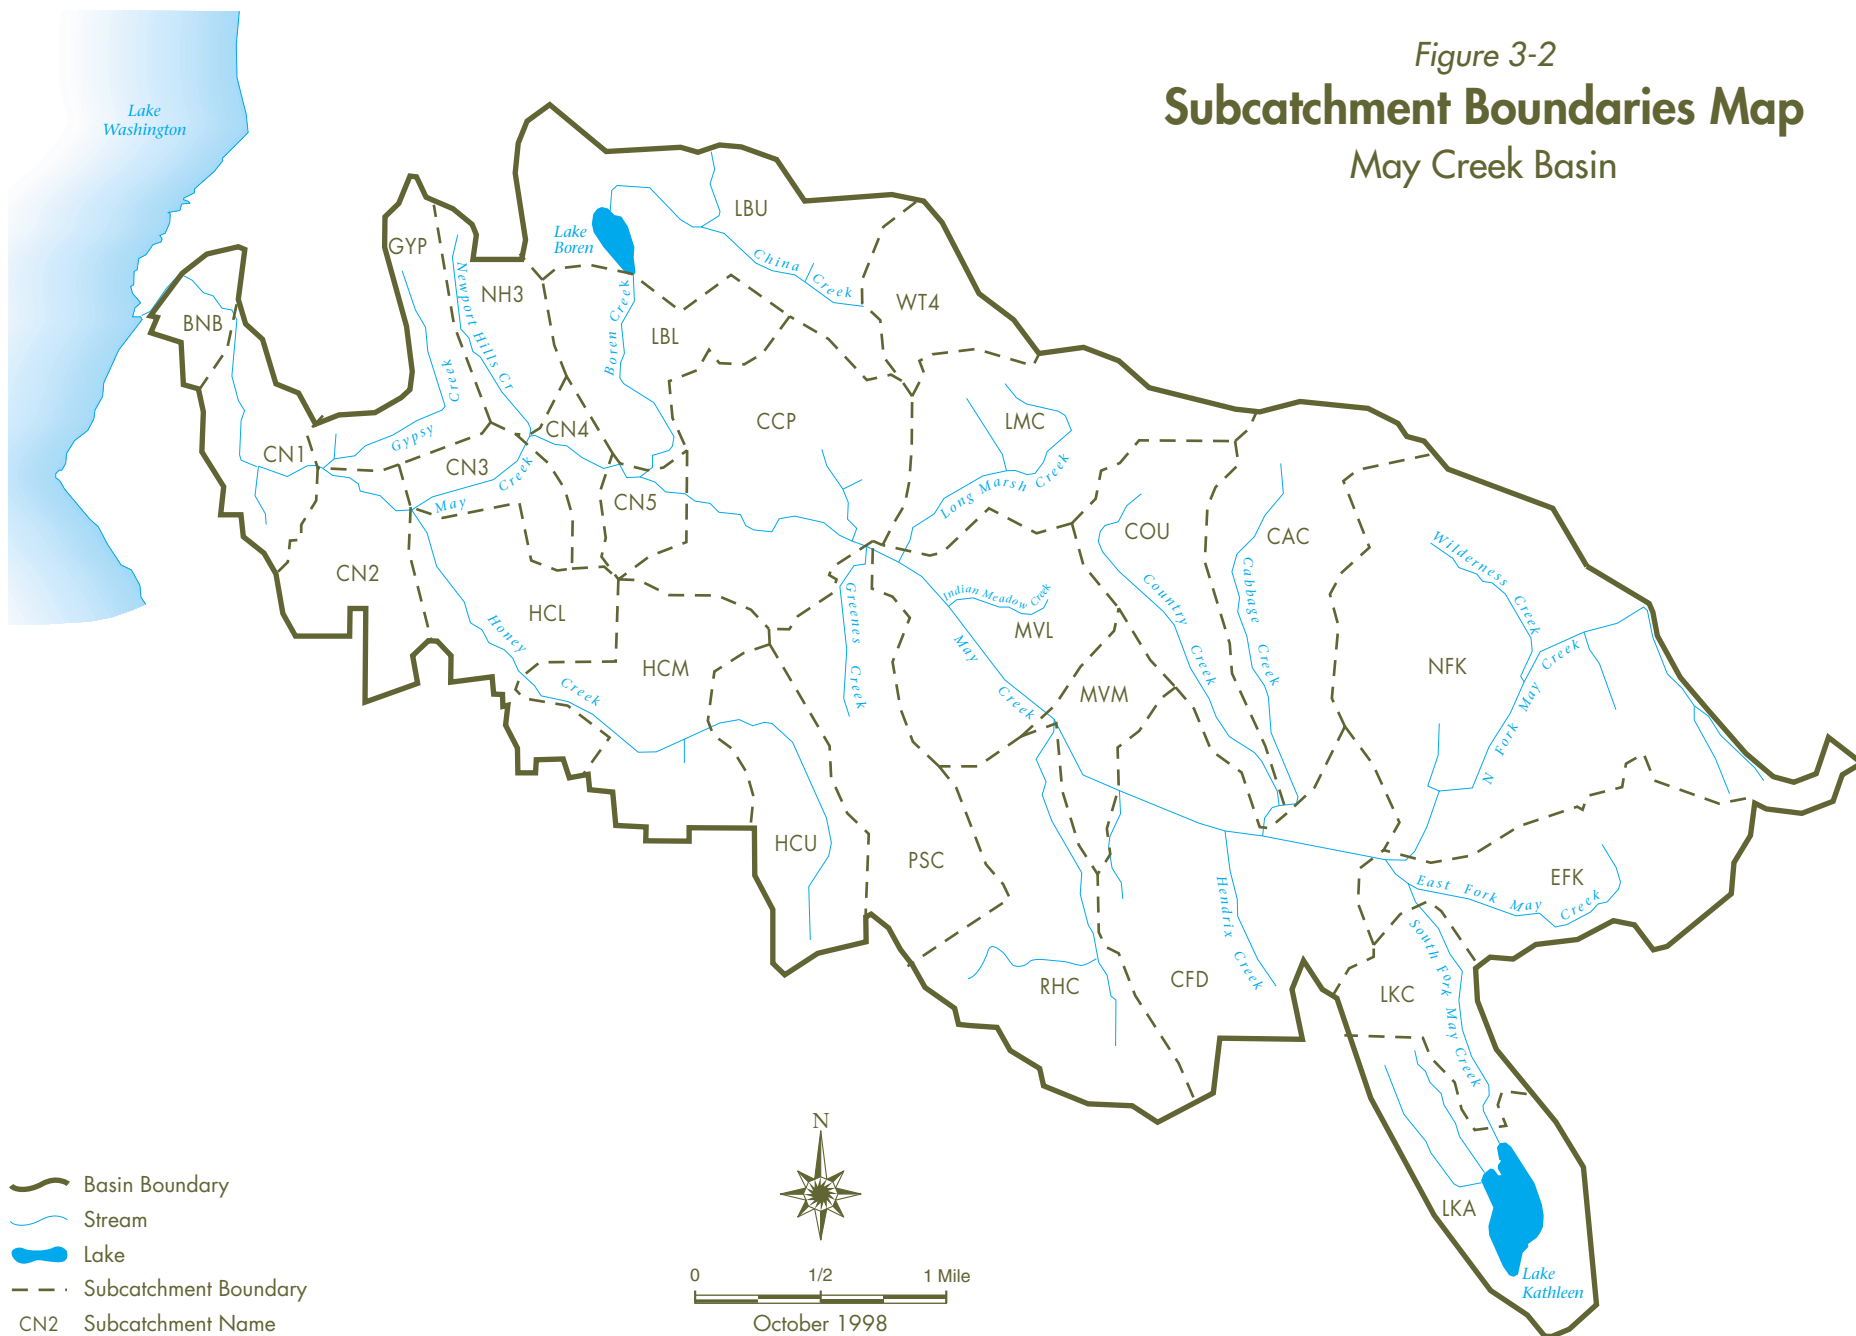 Figure 3-2
Subcatchment Boundaries Map
May Creek Basin
Lake
Washington
LBU
Lake
Boren
GYP
China Creek
Newport Hills Cr
NH3
WT4
BNB
Boren Creek
LBL
Creek
Gypsy
CCP
LMC
CN4
CN1
CN3
May Creek
Long Marsh Creek
CN5
COU
CAC
Wilderness Creek
CN2
Cabbage Creek
Country Creek
Greenes Creek
Indian Meadow Creek
HCL
MVL
Honey Creek
May Creek
HCM
NFK
N Fork May Creek
MVM
HCU
PSC
EFK
East Fork May Creek
Hendrix Creek
South Fork May Creek
RHC
CFD
LKC
LKA
Lake
Kathleen
N
Basin Boundary
Stream
Lake
Subcatchment Boundary
CN2 Subcatchment Name
0 1/2 1 Mile
October 1998